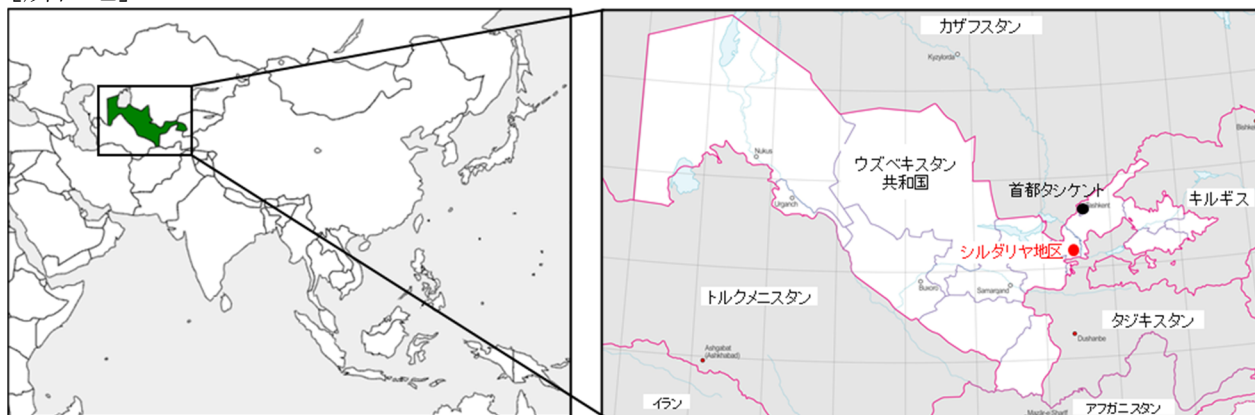 カザフスタン
Kyzylorda
Nukus
ウズベキスタン
共和国
首都タシケント
キルギス
Urganch
シルダリヤ地区
Buxoro
Samarqand
トルクメニスタン
タジキスタン
Dushanbe
Ashgabat
(Ashkhabad)
イラン
Mazar-e-Sharif
アフガニスタン